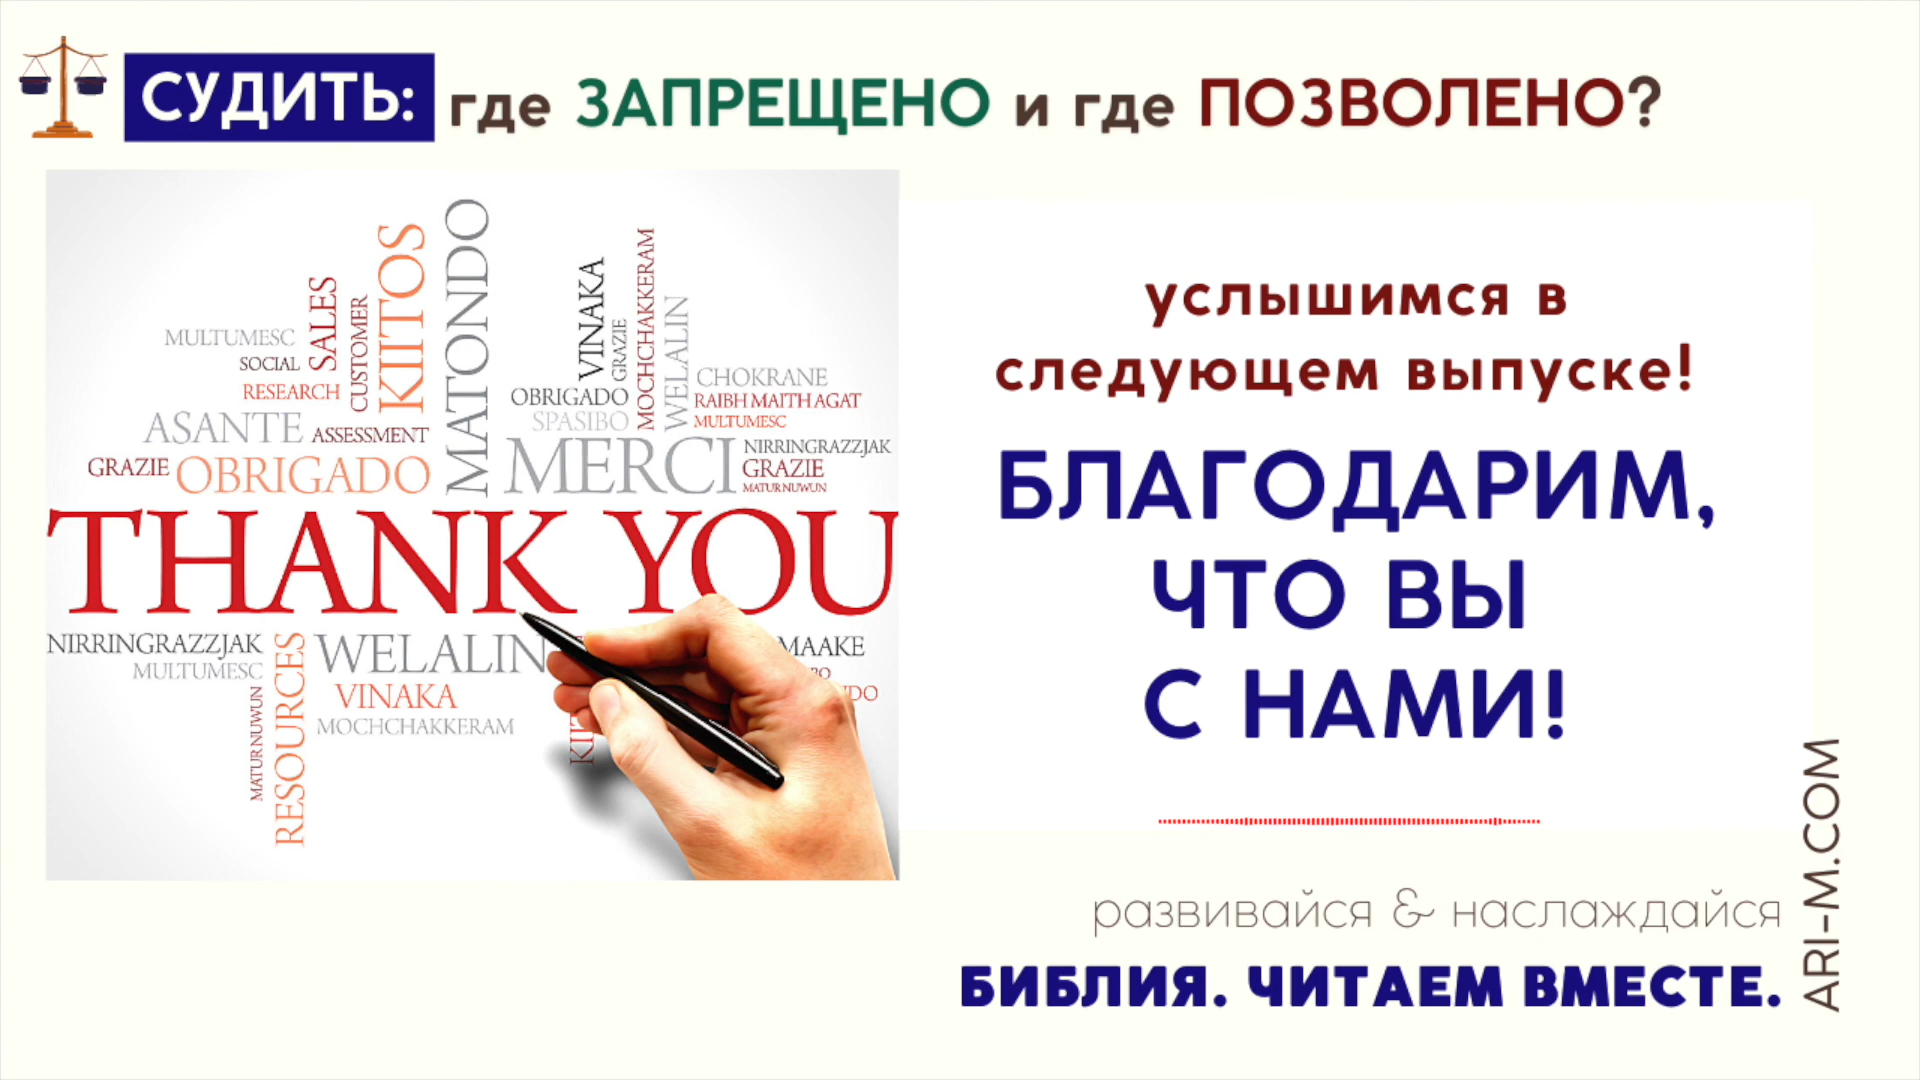 СУДИТЬ: где ЗАПРЕЩЕНО и где ПОЗВОЛЕНО?
MATONDO
KIITOS
SALES
CUSTOMER
MULTUMESC
SOCIAL
RESEARCH
ASANTE
ASSESSMENT
GRAZIE
OBRIGADO
VINAKA
GRAZIE
MOCHCHAKKERAM
WELALIN
CHOKRANE
OBRIGADO
RAIBH MAITH AGAT
SPASIBO
MULTUMESC
MERCI
NIRRINGRAZZJAK
GRAZIE
MATURNUWUN
THANK YOU
NIRRINGRAZZJAK
MULTUMESC
MATURNUWUN
RESOURCES
WELALIN
VINAKA
MOCHCHAKKERAM
MAAKE
услышимся в
следующем выпуске!
БЛАГОДАРИМ,
ЧТО ВЫ
С НАМИ!
развивайся & наслаждайся
БИБЛИЯ. ЧИТАЕМ ВМЕСТЕ.
ARI-M.COM